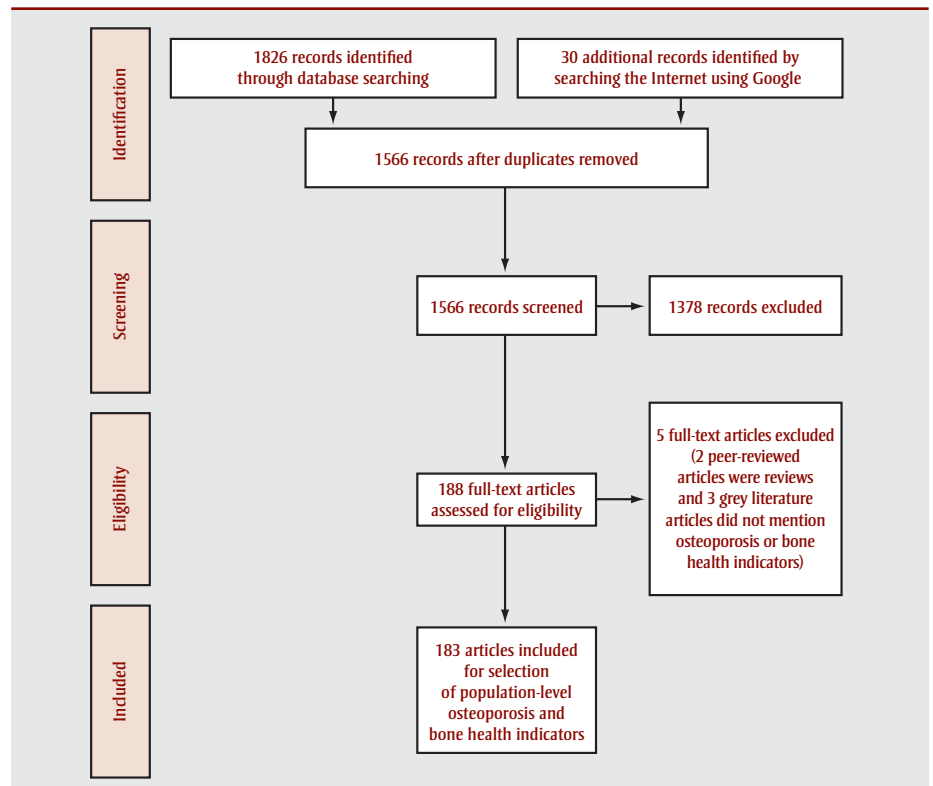 Identification
1826 records identified
through database searching
30 additional records identified by
searching the Internet using Google
1566 records after duplicates removed
Screening
1566 records screened
1378 records excluded
Eligibility
188 full-text articles
assessed for eligibility
5 full-text articles excluded
(2 peer-reviewed
articles were reviews
and 3 grey literature
articles did not mention
osteoporosis or bone
health indicators)
Included
183 articles included
for selection
of population-level
osteoporosis and
bone health indicators